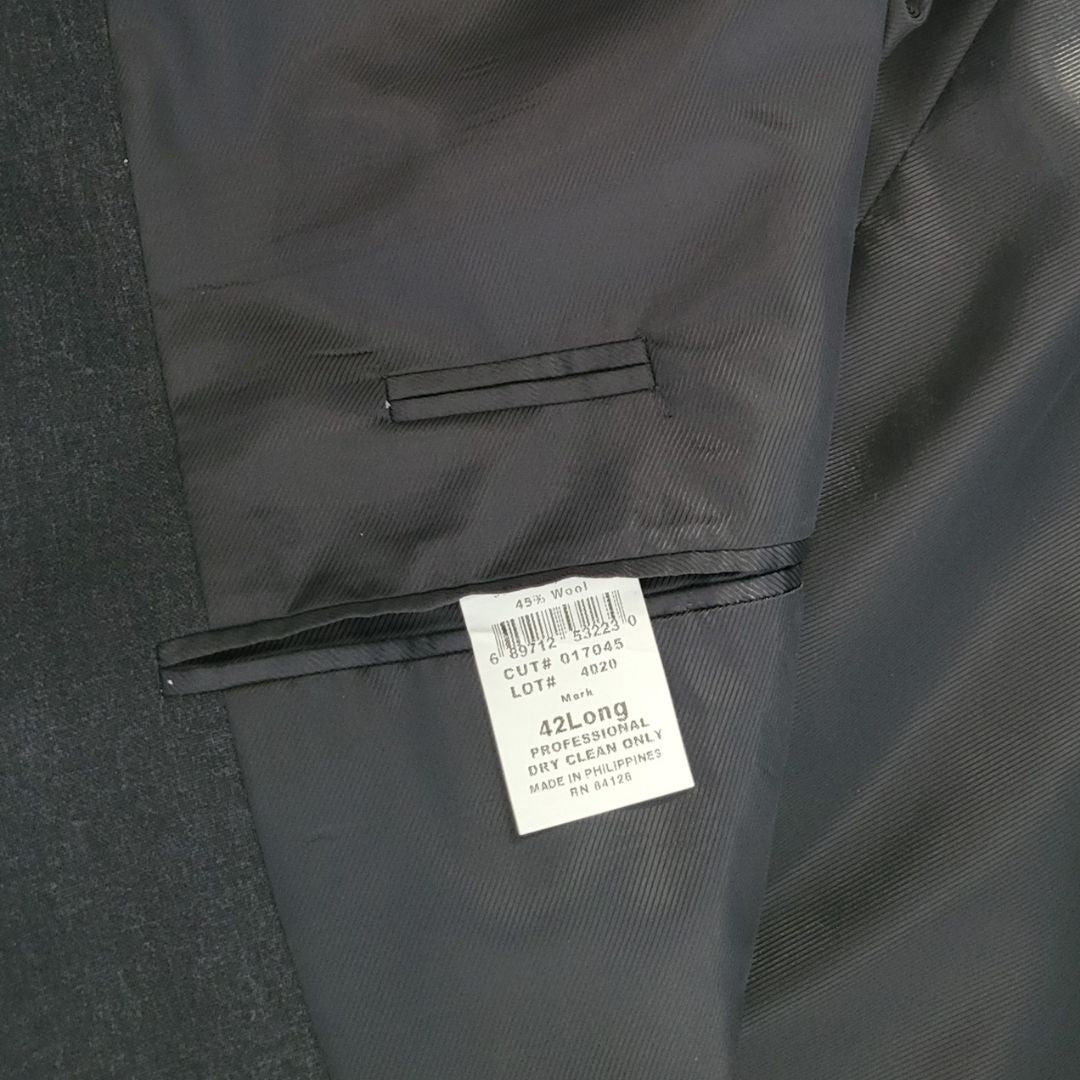 45% Wool
6 89712 53223 0
CUT# 017045
LOT# 4020
Mark
42Long
PROFESSIONAL
DRY CLEAN ONLY
MADE IN PHILIPPINES
RN 84126